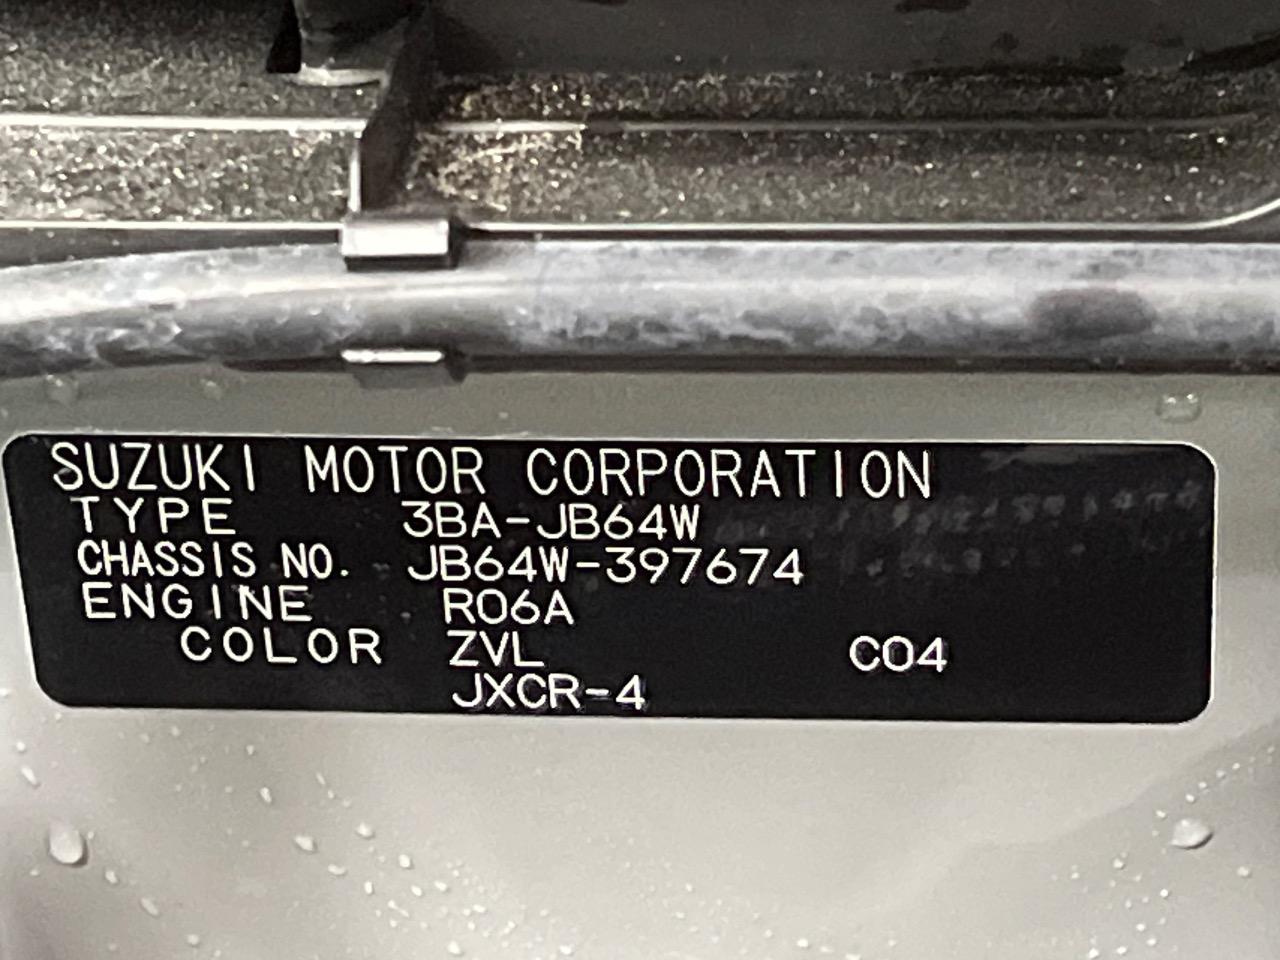 SUZUKI MOTOR CORPORATION
TYPE 3BA-JB64W
CHASSIS NO. JB64W-397674
ENGINE R06A
COLOR ZVL C04
JXCR-4